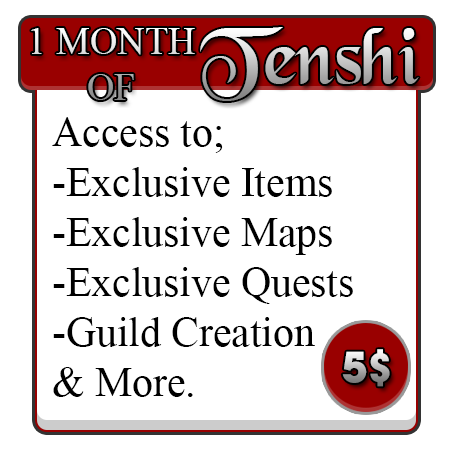 1 MONTH
OF Tenshi
Access to;
-Exclusive Items
-Exclusive Maps
-Exclusive Quests
-Guild Creation
& More.
5$